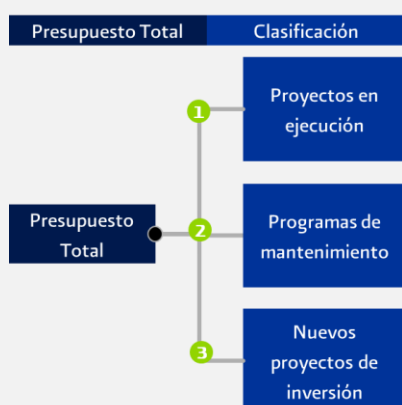 Presupuesto Total
Clasificación
1
Proyectos en
ejecución
Presupuesto
Total
2
Programas de
mantenimiento
3
Nuevos
proyectos de
inversión